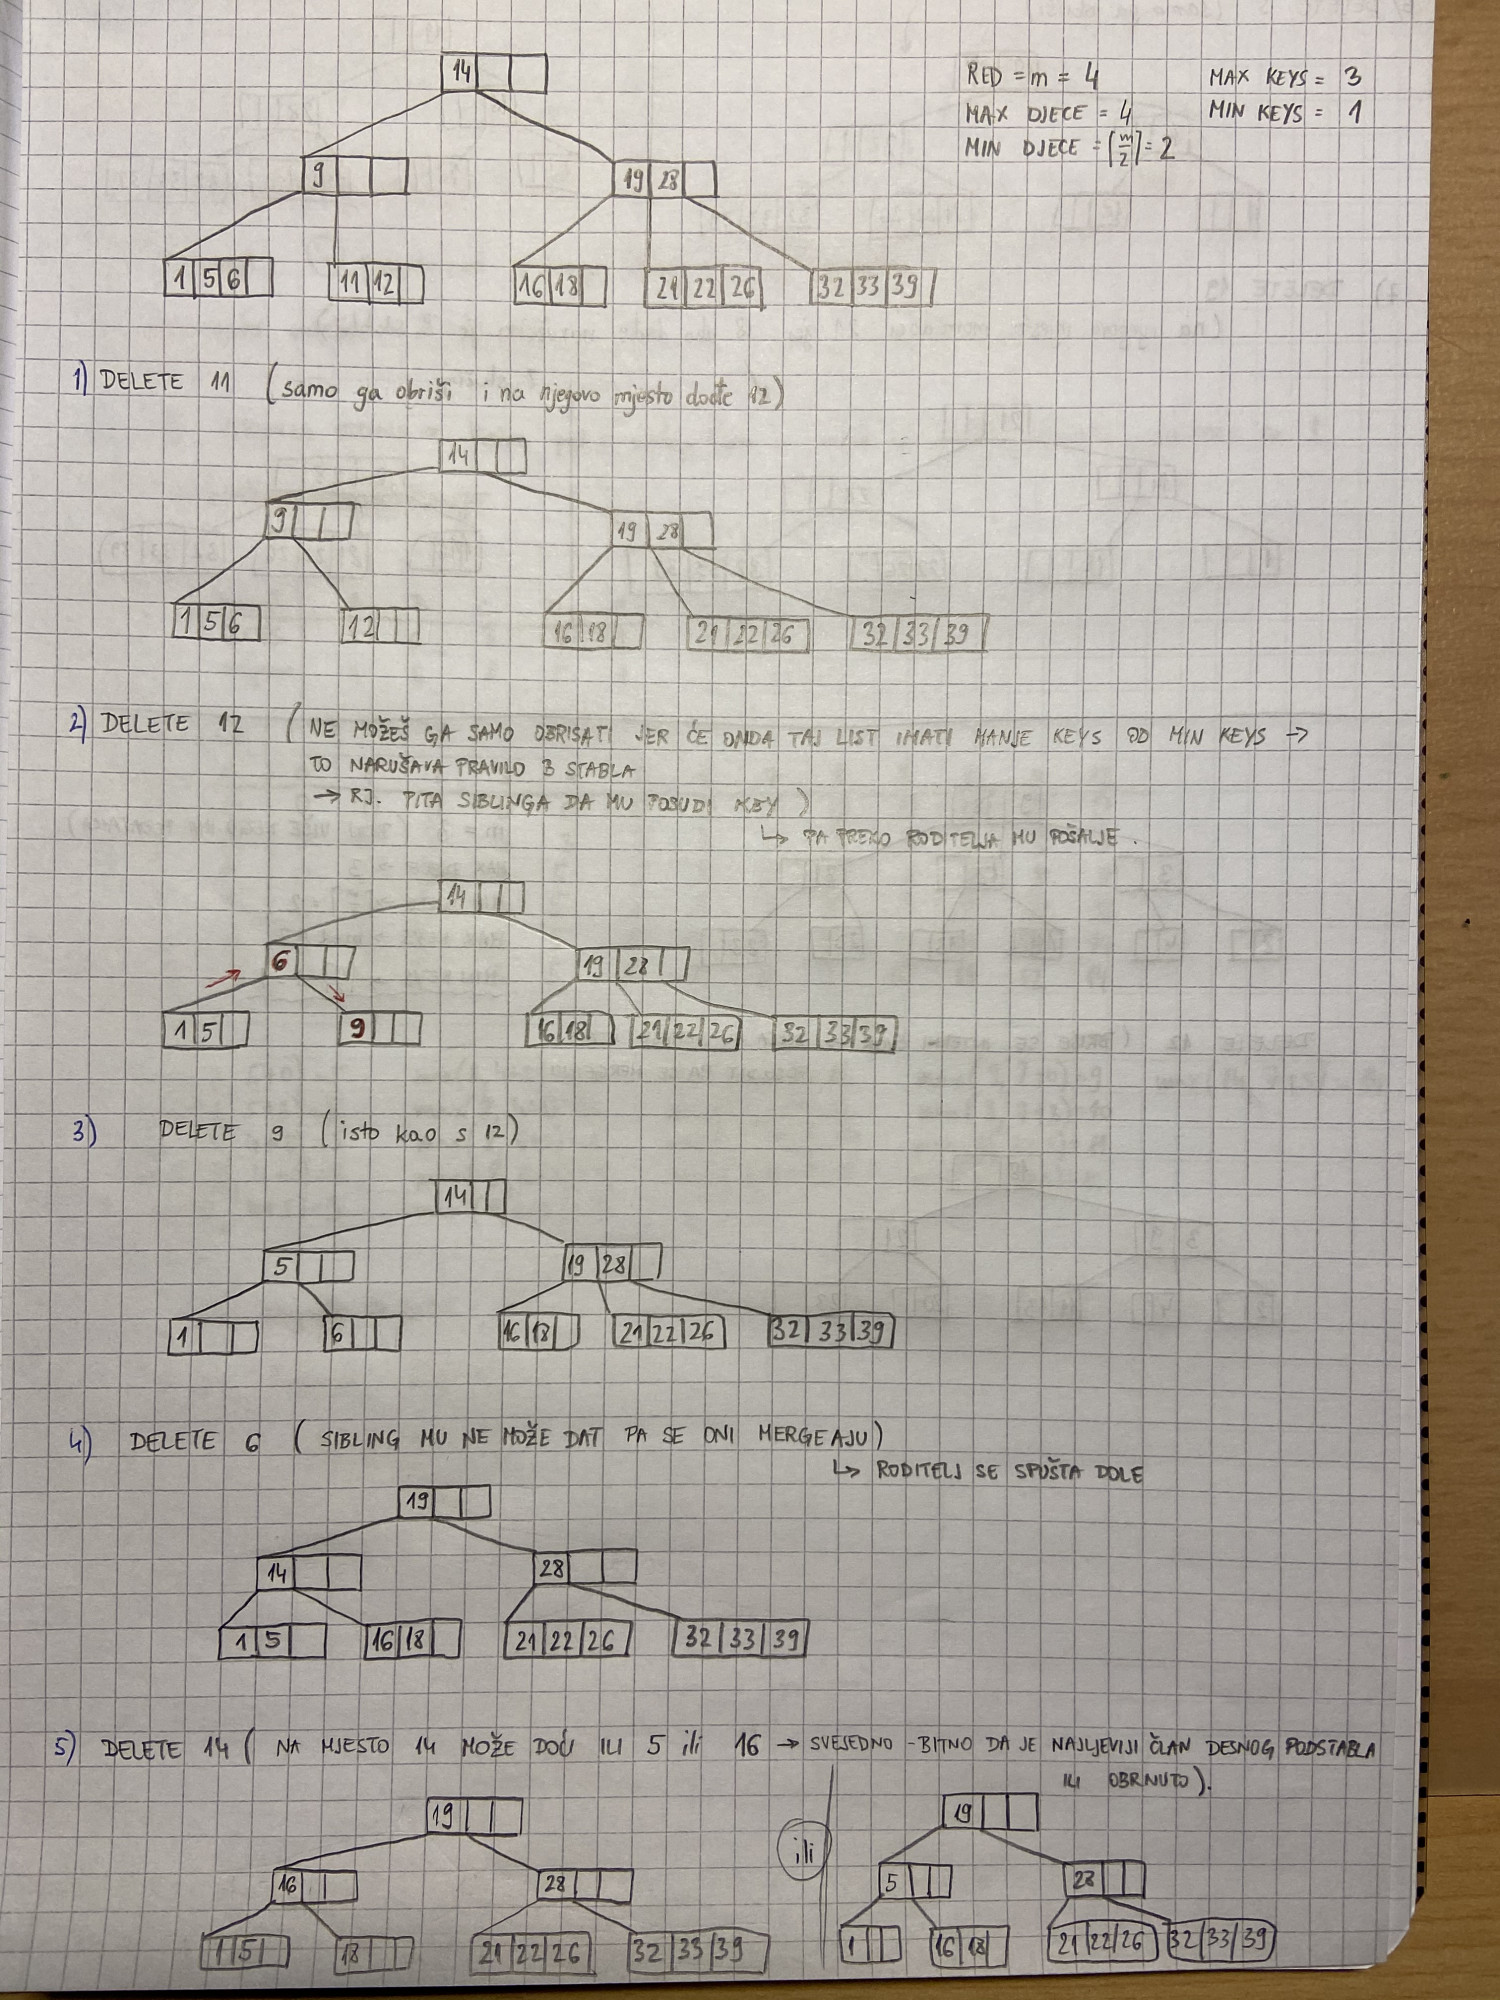 14
RED = m = 4 MAX KEYS = 3
MAX DJECE = 4 MIN KEYS = 1
MIN DJECE = ⌈m/2⌉ = 2
9 19 28
1 5 6 11 12 16 18 21 22 26 32 33 39
1) DELETE 11 (samo ga obriši i na njegovo mjesto dođe 12)
14
9 19 28
1 5 6 12 16 18 21 22 26 32 33 39
2) DELETE 12 (NE MOŽEŠ GA SAMO OBRISATI JER ĆE ONDA TAJ LIST IMATI MANJE KEYS OD MIN KEYS →
TO NARUŠAVA PRAVILO B STABLA
→ RJ. PITA SIBLINGA DA MU POSUDI KEY)
↳ PA PREKO RODITELJA MU POŠALJE.
14
6 19 28
1 5 9 16 18 21 22 26 32 33 39
3) DELETE 9 (isto kao s 12)
14
5 19 28
1 6 16 18 21 22 26 32 33 39
4) DELETE 6 (SIBLING MU NE MOŽE DAT PA SE ONI MERGEAJU)
↳ RODITELJ SE SPUŠTA DOLE
19
14 28
1 5 16 18 21 22 26 32 33 39
5) DELETE 14 ( NA MJESTO 14 MOŽE DOĆI ILI 5 ili 16 → SVEJEDNO - BITNO DA JE NAJLJEVIJI ČLAN DESNOG PODSTABLA
ILI OBRNUTO).
19 ili 19
16 28 5 28
1 5 18 21 22 26 32 33 39 1 16 18 21 22 26 32 33 39